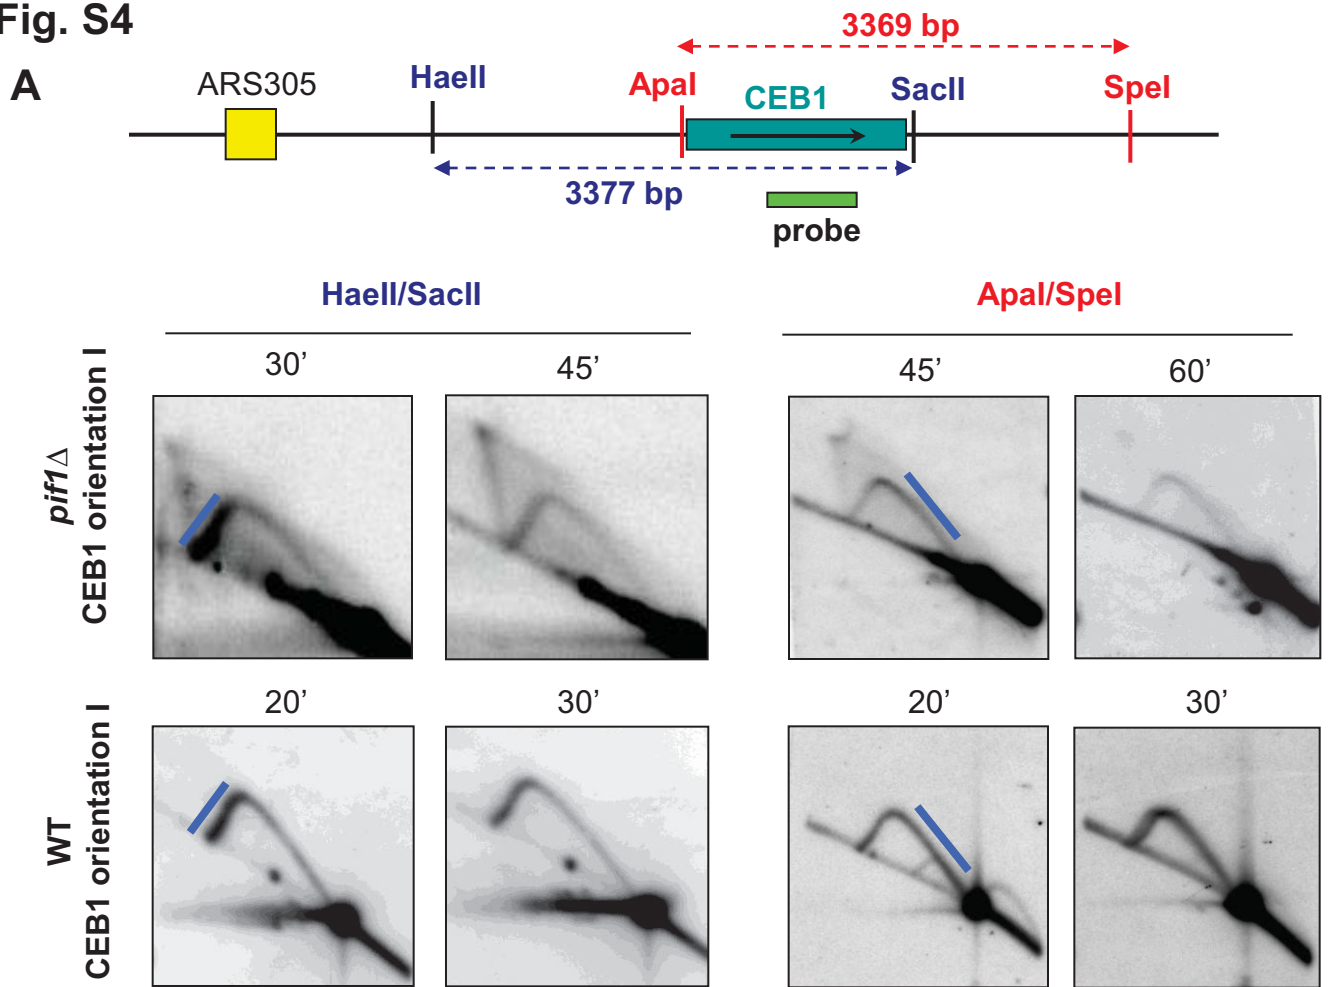 Fig. S4
A
3369 bp
ARS305
HaeII
ApaI
CEB1
SacII
SpeI
3377 bp
probe
HaeII/SacII
ApaI/SpeI
30’
45’
45’
60’
pif1Δ
CEB1 orientation I
20’
30’
20’
30’
WT
CEB1 orientation I